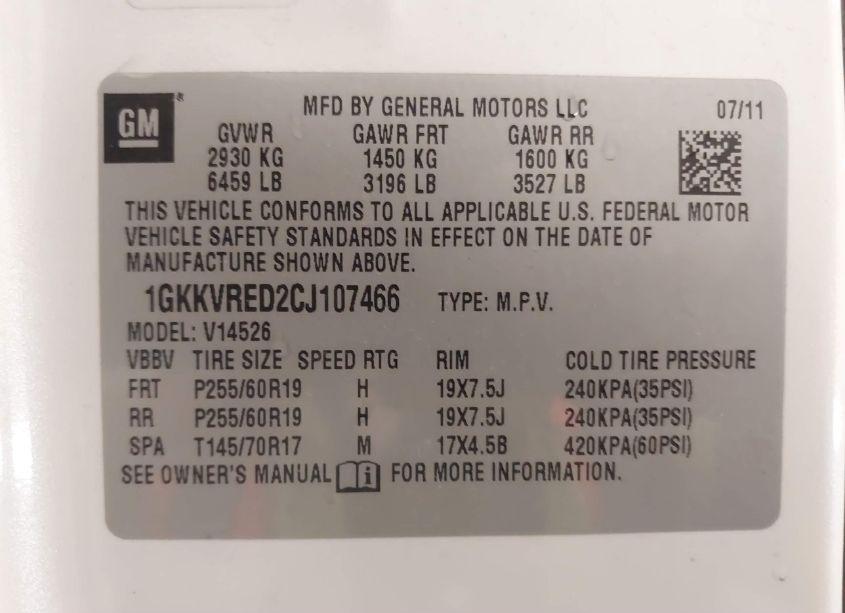 GM
MFD BY GENERAL MOTORS LLC 07/11
GVWR GAWR FRT GAWR RR
2930 KG 1450 KG 1600 KG
6459 LB 3196 LB 3527 LB
THIS VEHICLE CONFORMS TO ALL APPLICABLE U.S. FEDERAL MOTOR
VEHICLE SAFETY STANDARDS IN EFFECT ON THE DATE OF
MANUFACTURE SHOWN ABOVE.
1GKKVRED2CJ107466 TYPE: M.P.V.
MODEL: V14526
VBBV TIRE SIZE SPEED RTG RIM COLD TIRE PRESSURE
FRT P255/60R19 H 19X7.5J 240KPA(35PSI)
RR P255/60R19 H 19X7.5J 240KPA(35PSI)
SPA T145/70R17 M 17X4.5B 420KPA(60PSI)
SEE OWNER'S MANUAL i FOR MORE INFORMATION.